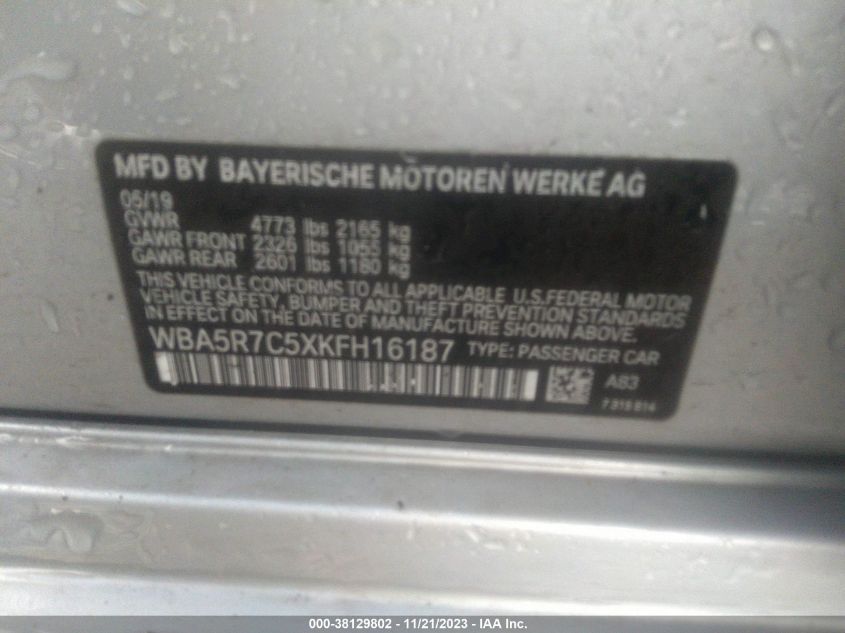 MFD BY BAYERISCHE MOTOREN WERKE AG
05/19
GVWR 4773 lbs 2165 kg
GAWR FRONT 2326 lbs 1055 kg
GAWR REAR 2601 lbs 1180 kg
THIS VEHICLE CONFORMS TO ALL APPLICABLE U.S.FEDERAL MOTOR
VEHICLE SAFETY, BUMPER AND THEFT PREVENTION STANDARDS
IN EFFECT ON THE DATE OF MANUFACTURE SHOWN ABOVE.
WBA5R7C5XKFH16187 TYPE: PASSENGER CAR
A83
7 319 814
000-38129802 - 11/21/2023 - IAA Inc.